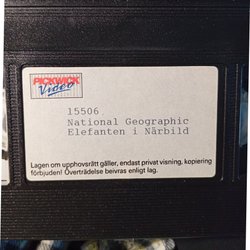 PICKWICK
Video
15506
National Geographic
Elefanten i Närbild
Lagen om upphovsrätt gäller, endast privat visning, kopiering
förbjuden! Överträdelse beivras enligt lag.